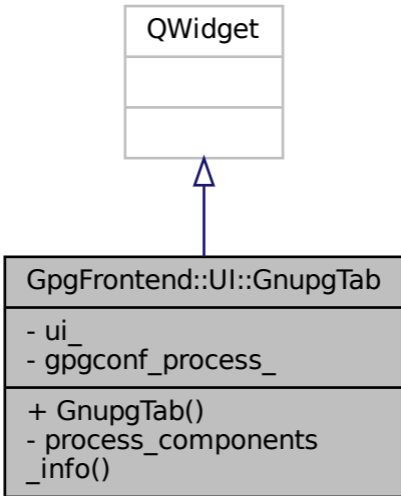 QWidget
GpgFrontend::UI::GnupgTab
- ui_
- gpgconf_process_
+ GnupgTab()
- process_components
_info()